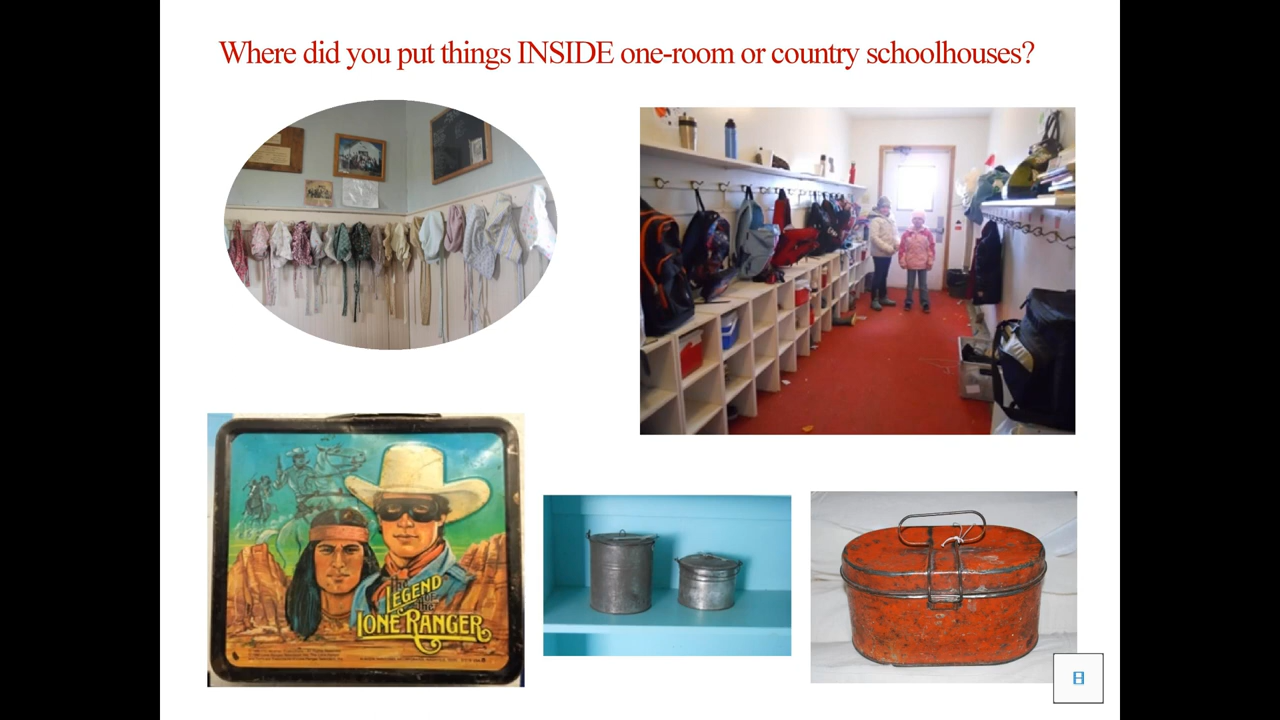 Where did you put things INSIDE one-room or country schoolhouses?
The
LEGEND
of the
LONE RANGER